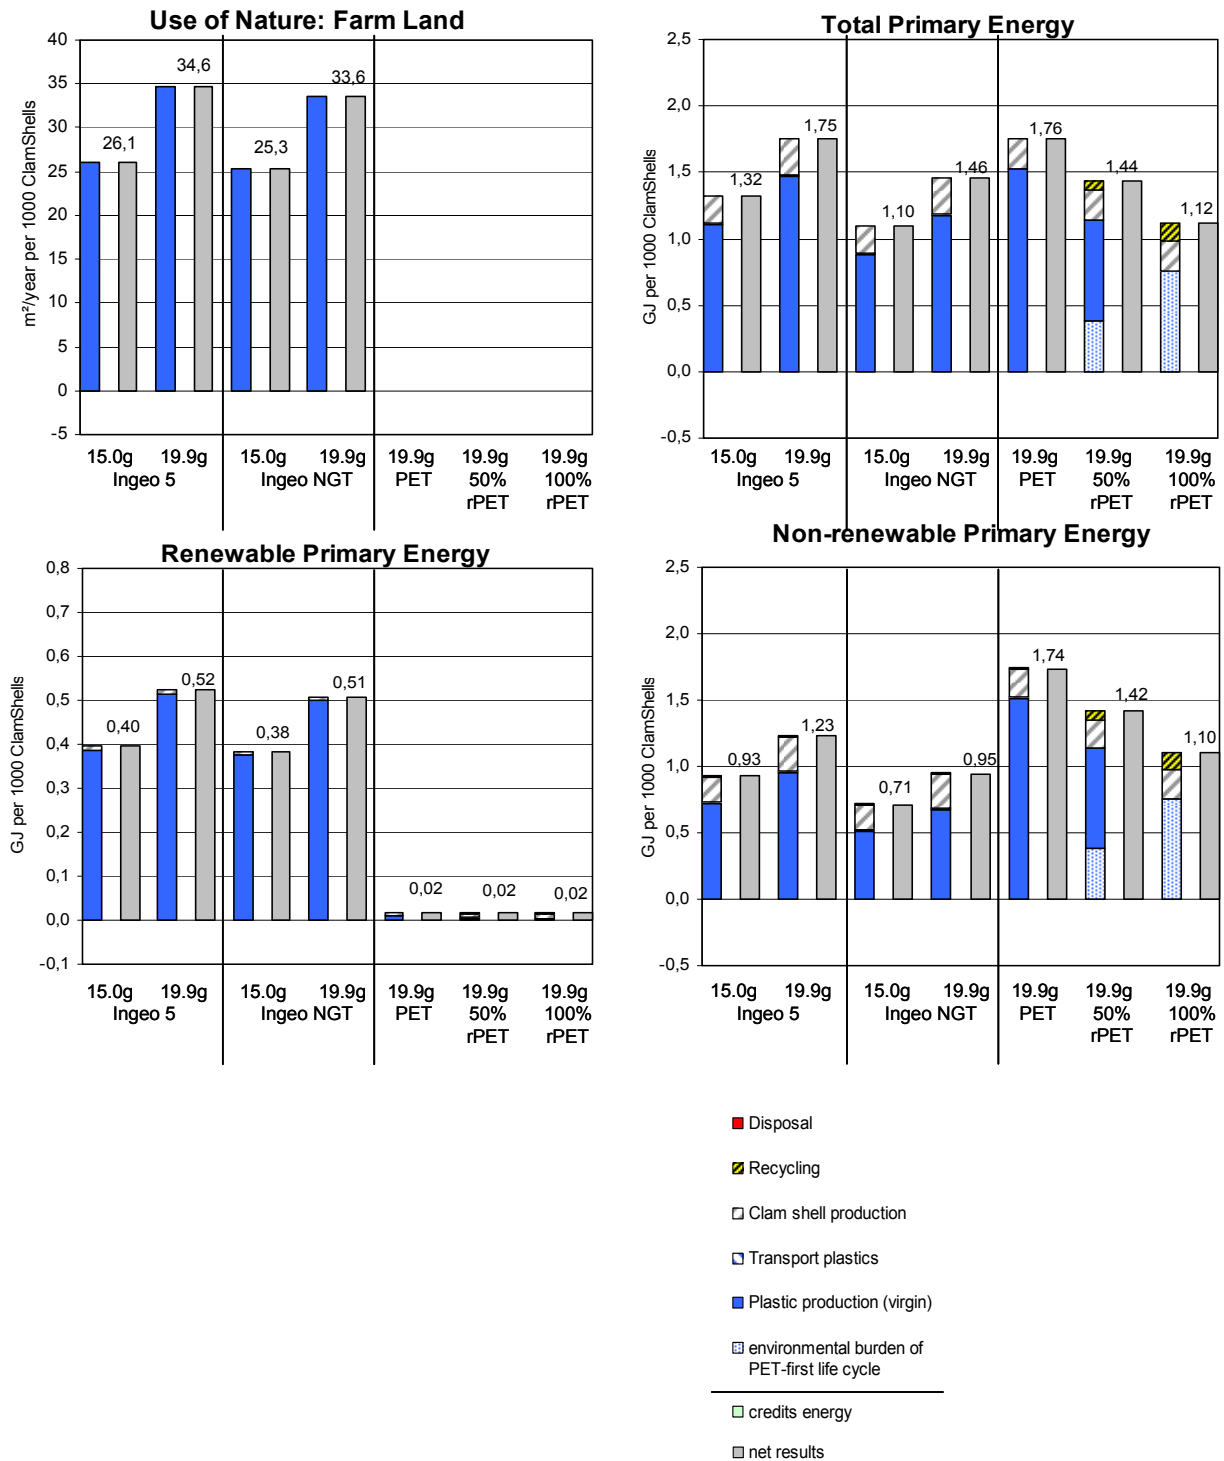 Use of Nature: Farm Land
m²/year per 1000 ClamShells
40
35
30
25
20
15
10
5
0
-5
26,1
34,6
25,3
33,6
15.0g 19.9g 15.0g 19.9g 19.9g 19.9g 19.9g
Ingeo 5 Ingeo NGT PET 50% 100%
rPET rPET
Total Primary Energy
GJ per 1000 ClamShells
2,5
2,0
1,5
1,0
0,5
0,0
-0,5
1,32
1,75
1,10
1,46
1,76
1,44
1,12
15.0g 19.9g 15.0g 19.9g 19.9g 19.9g 19.9g
Ingeo 5 Ingeo NGT PET 50% 100%
rPET rPET
Renewable Primary Energy
GJ per 1000 ClamShells
0,8
0,7
0,6
0,5
0,4
0,3
0,2
0,1
0,0
-0,1
0,40
0,52
0,38
0,51
0,02
0,02
0,02
15.0g 19.9g 15.0g 19.9g 19.9g 19.9g 19.9g
Ingeo 5 Ingeo NGT PET 50% 100%
rPET rPET
Non-renewable Primary Energy
GJ per 1000 ClamShells
2,5
2,0
1,5
1,0
0,5
0,0
-0,5
0,93
1,23
0,71
0,95
1,74
1,42
1,10
15.0g 19.9g 15.0g 19.9g 19.9g 19.9g 19.9g
Ingeo 5 Ingeo NGT PET 50% 100%
rPET rPET
Disposal
Recycling
Clam shell production
Transport plastics
Plastic production (virgin)
environmental burden of
PET-first life cycle
credits energy
net results